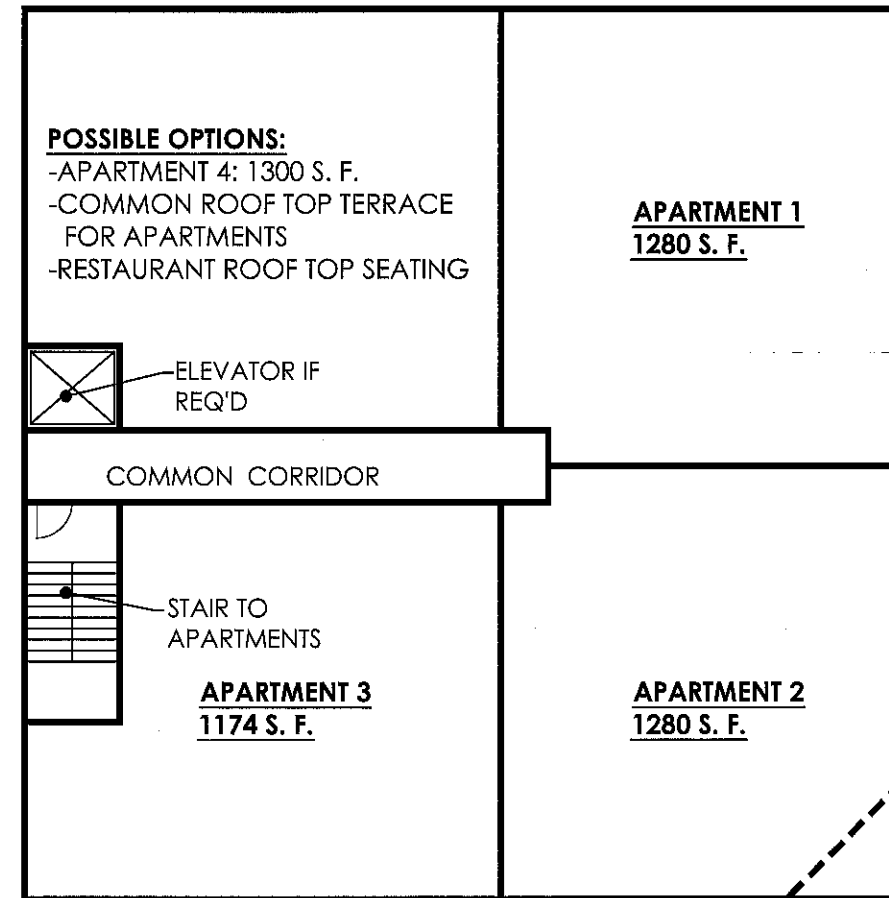 POSSIBLE OPTIONS:
-APARTMENT 4: 1300 S. F.
-COMMON ROOF TOP TERRACE
FOR APARTMENTS
-RESTAURANT ROOF TOP SEATING
APARTMENT 1
1280 S. F.
ELEVATOR IF
REQ'D
COMMON CORRIDOR
STAIR TO
APARTMENTS
APARTMENT 3
1174 S. F.
APARTMENT 2
1280 S. F.